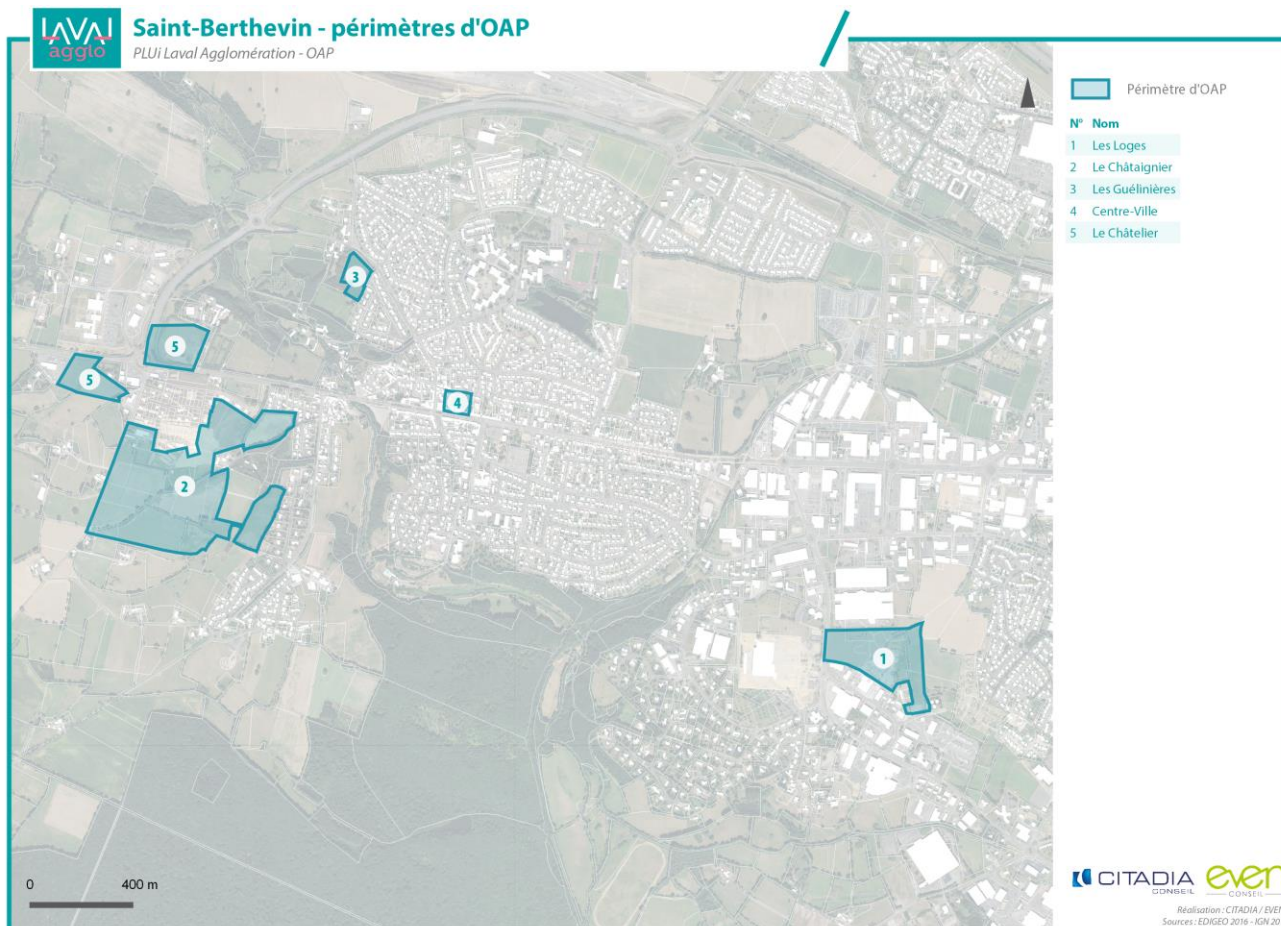 LAVAL
agglo
Saint-Berthevin - périmètres d'OAP
PLUi Laval Agglomération - OAP
Périmètre d'OAP
N° Nom
1 Les Loges
2 Le Châtaignier
3 Les Guélinières
4 Centre-Ville
5 Le Châtelier
3
5
5
4
2
1
0 400 m
CITADIA
CONSEIL
even
CONSEIL
Réalisation : CITADIA / EVEN
Sources : EDIGEO 2016 - IGN 20